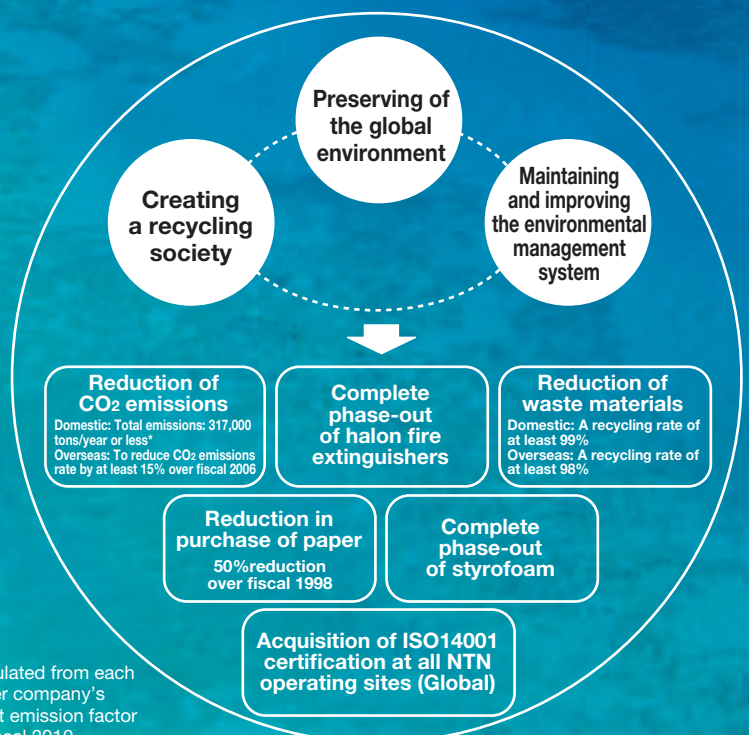 Preserving of
the global
environment
Creating
a recycling
society
Maintaining
and improving
the environmental
management
system
Reduction of
CO2 emissions
Domestic: Total emissions: 317,000
tons/year or less*
Overseas: To reduce CO2 emissions
rate by at least 15% over fiscal 2006
Complete
phase-out
of halon fire
extinguishers
Reduction of
waste materials
Domestic: A recycling rate of
at least 99%
Overseas: A recycling rate of
at least 98%
Reduction in
purchase of paper
50%reduction
over fiscal 1998
Complete
phase-out
of styrofoam
Acquisition of ISO14001
certification at all NTN
operating sites (Global)
ulated from each
er company's
t emission factor